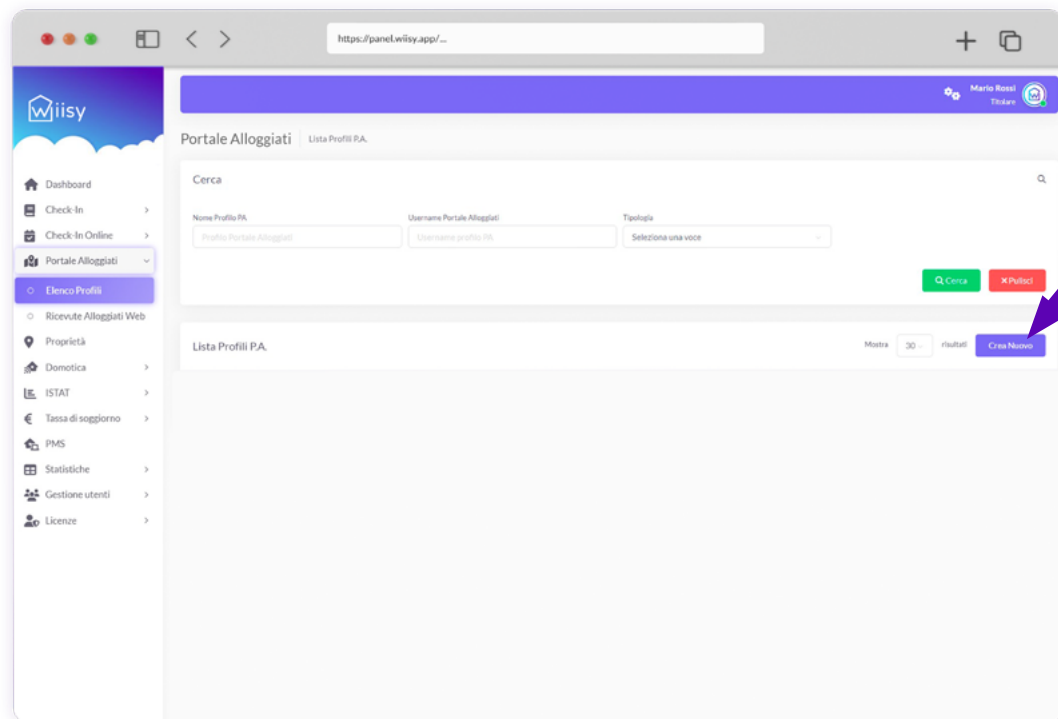 https://panel.wiisy.app/...
Wiisy
Mario Rossi
Titolare
Portale Alloggiati
Lista Profili P.A.
Dashboard
Check-In
Check-In Online
Portale Alloggiati
Elenco Profili
Ricevute Alloggiati Web
Proprietà
Domotica
ISTAT
Tassa di soggiorno
PMS
Statistiche
Gestione utenti
Licenze
Cerca
Nome Profilo PA
Username Portale Alloggiati
Tipologia
Profilo Portale Alloggiati
Username profilo PA
Seleziona una voce
Cerca
Pulisci
Lista Profili P.A.
Mostra 30 risultati
Crea Nuovo